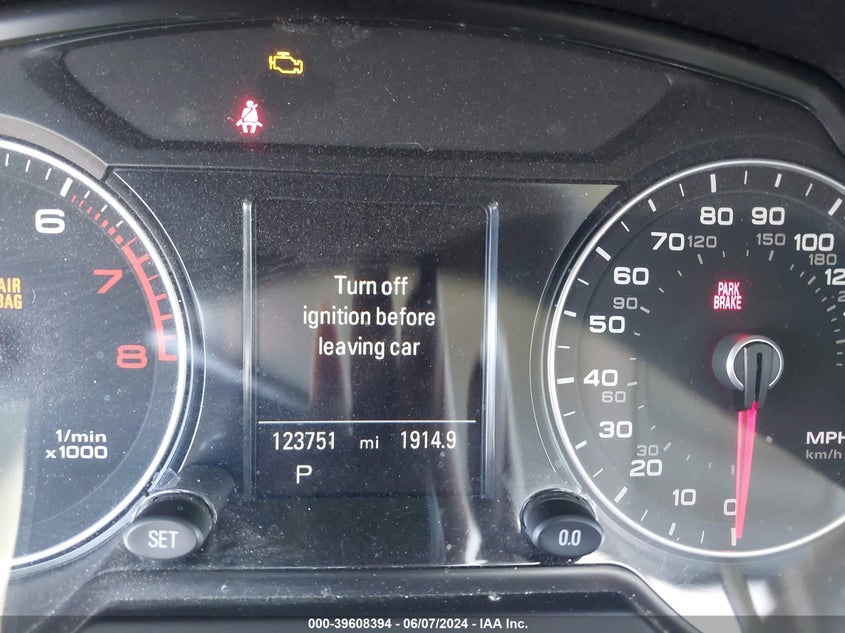 6
7
8
AIR
BAG
1/min
x1000
SET
Turn off
ignition before
leaving car
123751 mi 1914.9
P
0.0
0
10
20
30
40
50
60
70
80
90
100
30
60
90
120
150
180
PARK
BRAKE
MPH
km/h
000-39608394 - 06/07/2024 - IAA Inc.